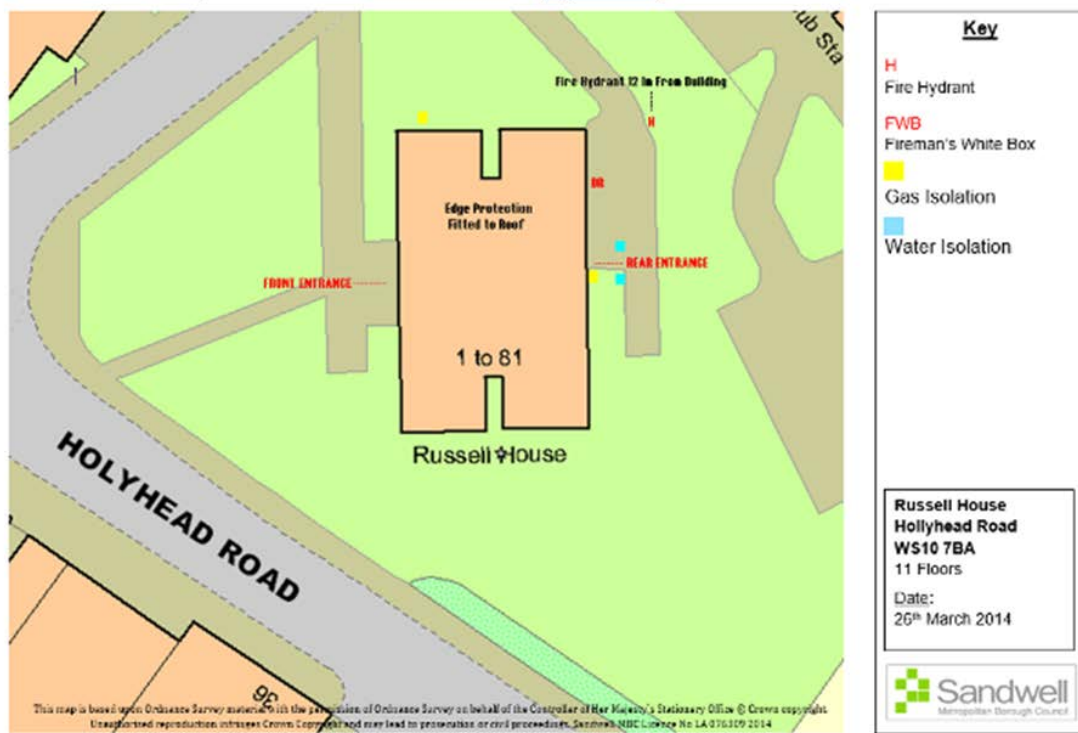 Sub Sta
Fire Hydrant 12 m From Building
H
DR
Edge Protection
Fitted to Roof
FRONT ENTRANCE
REAR ENTRANCE
1 to 81
Russell House
HOLYHEAD ROAD
36
This map is based upon Ordnance Survey material with the permission of Ordnance Survey on behalf of the Controller of Her Majesty's Stationery Office © Crown copyright.
Unauthorised reproduction infringes Crown Copyright and may lead to prosecution or civil proceedings. Sandwell MBC Licence No LA 076309 2014
Key
H
Fire Hydrant
FWB
Fireman's White Box
Gas Isolation
Water Isolation
Russell House
Hollyhead Road
WS10 7BA
11 Floors
Date:
26th March 2014
Sandwell
Metropolitan Borough Council